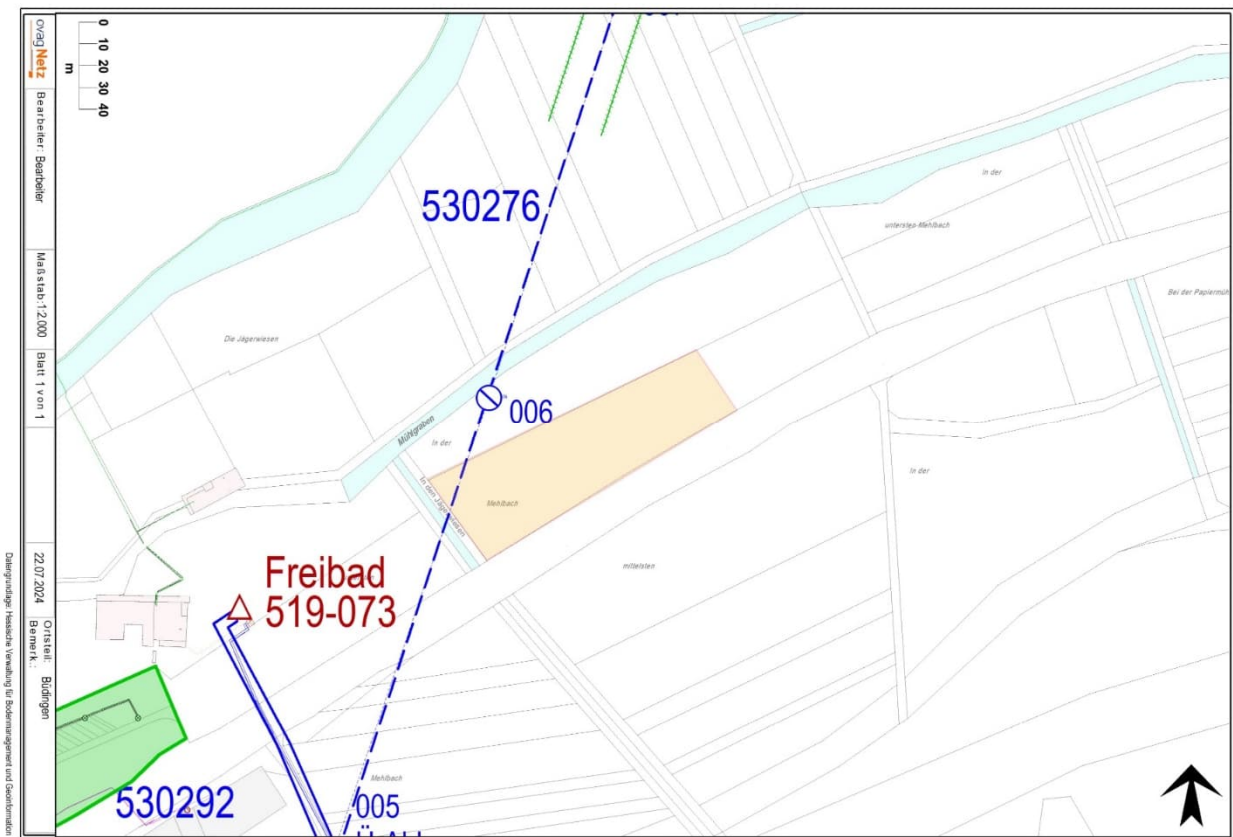 530276
In der
untersten-Mehlbach
Bei der Papiermüh
Die Jägerwiesen
006
Mühlgraben
In der
In den Jägerwiesen
Mehlbach
In der
mittelsten
Freibad
519-073
Mehlbach
530292
005
0 10 20 30 40
m
ovag Netz
Bearbeiter: Bearbeiter
Maßstab:1:2.000
Blatt 1 von 1
22.07.2024
Ortsteil: Büdingen
Bemerk.:
Datengrundlage: Hessische Verwaltung für Bodenmanagement und Geoinformation